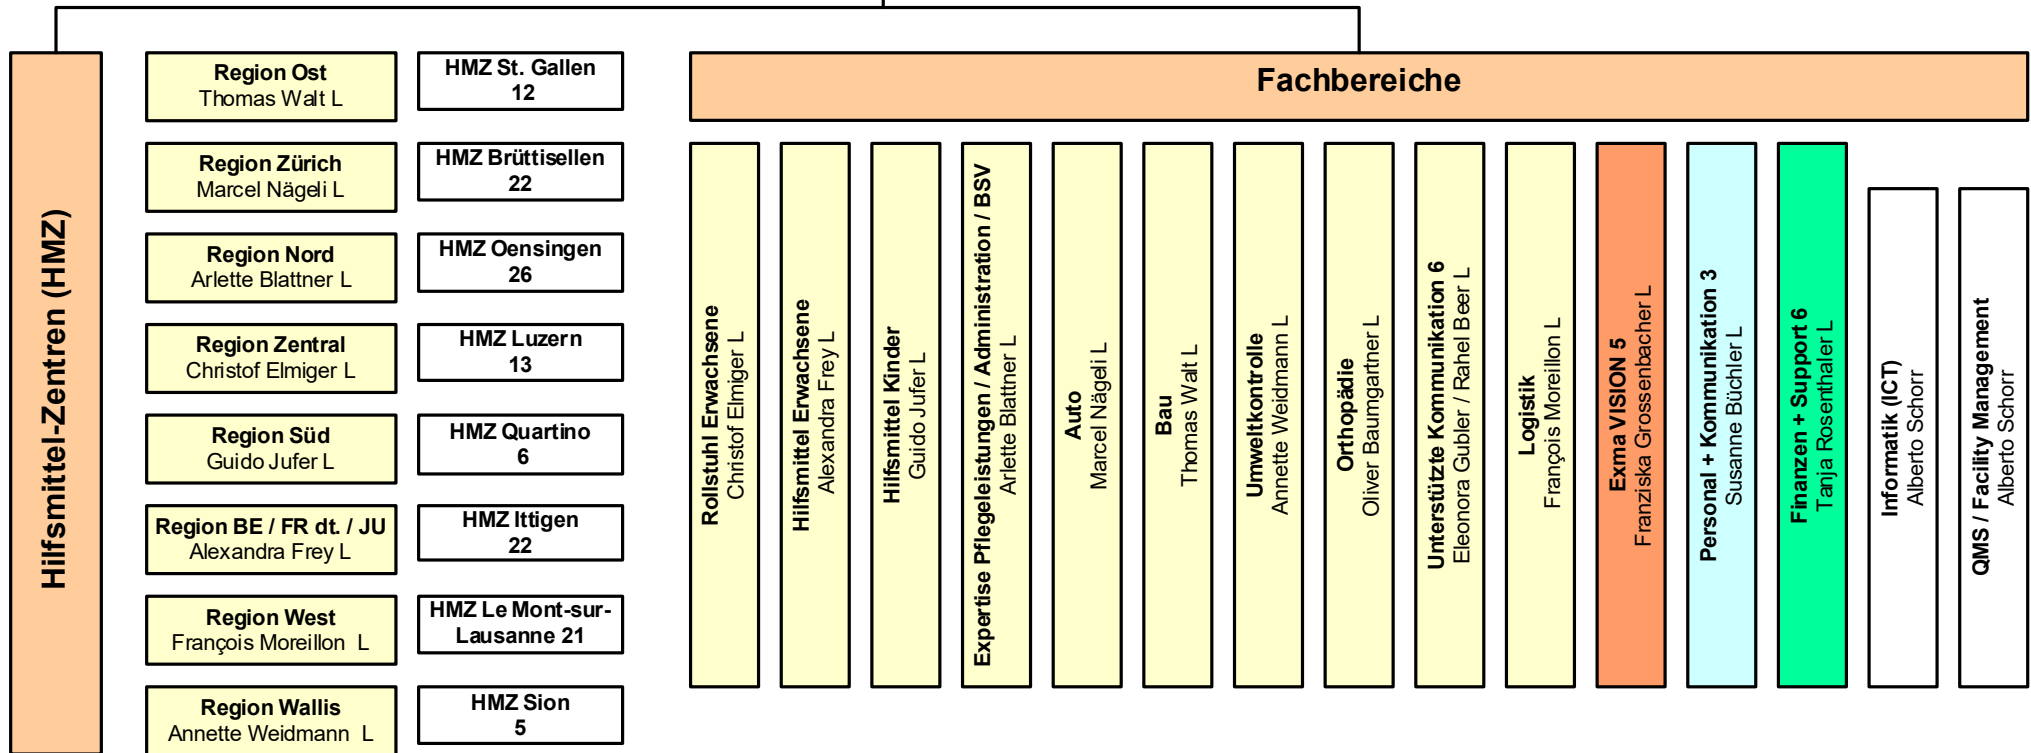 Hilfsmittel-Zentren (HMZ)
Region Ost
Thomas Walt L
HMZ St. Gallen
12
Region Zürich
Marcel Nägeli L
HMZ Brüttisellen
22
Region Nord
Arlette Blattner L
HMZ Oensingen
26
Region Zentral
Christof Elmiger L
HMZ Luzern
13
Region Süd
Guido Jufer L
HMZ Quartino
6
Region BE / FR dt. / JU
Alexandra Frey L
HMZ Ittigen
22
Region West
François Moreillon L
HMZ Le Mont-sur-
Lausanne 21
Region Wallis
Annette Weidmann L
HMZ Sion
5
Fachbereiche
Rollstuhl Erwachsene
Christof Elmiger L
Hilfsmittel Erwachsene
Alexandra Frey L
Hilfsmittel Kinder
Guido Jufer L
Expertise Pflegeleistungen / Administration / BSV
Arlette Blattner L
Auto
Marcel Nägeli L
Bau
Thomas Walt L
Umweltkontrolle
Annette Weidmann L
Orthopädie
Oliver Baumgartner L
Unterstützte Kommunikation 6
Eleonora Gubler / Rahel Beer L
Logistik
François Moreillon L
Exma VISION 5
Franziska Grossenbacher L
Personal + Kommunikation 3
Susanne Büchler L
Finanzen + Support 6
Tanja Rosenthaler L
Informatik (ICT)
Alberto Schorr
QMS / Facility Management
Alberto Schorr